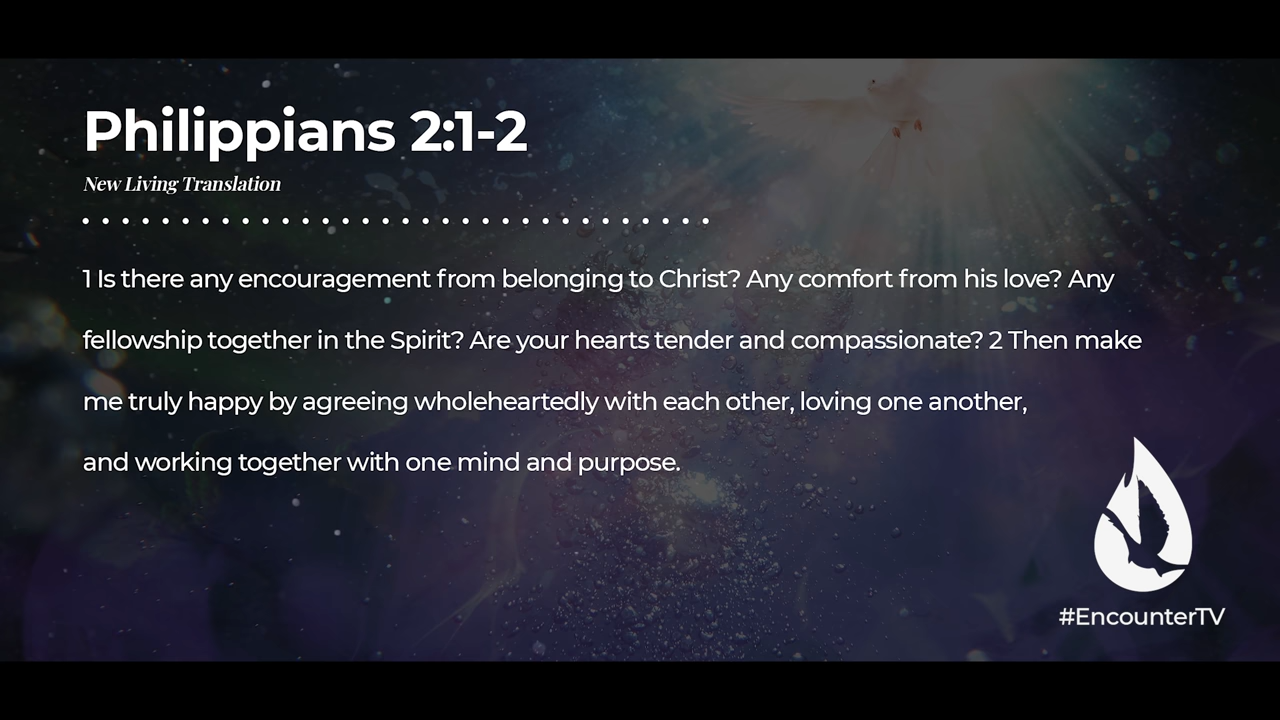 Philippians 2:1-2
New Living Translation
1 Is there any encouragement from belonging to Christ? Any comfort from his love? Any
fellowship together in the Spirit? Are your hearts tender and compassionate? 2 Then make
me truly happy by agreeing wholeheartedly with each other, loving one another,
and working together with one mind and purpose.
#EncounterTV